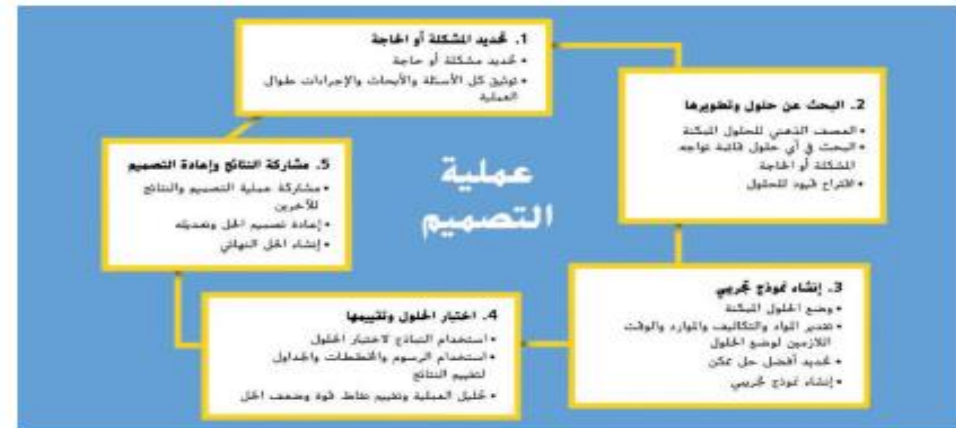 1. تحديد المشكلة أو الحاجة
• تحديد مشكلة أو حاجة
• توثيق كل الأسئلة والأبحاث والإجراءات طوال
العملية
2. البحث عن حلول وتطويرها
• العصف الذهني للحلول الممكنة
• البحث في أي حلول قائمة تواجه
المشكلة أو الحاجة
• اقتراح قيود للحلول
3. إنشاء نموذج تجريبي
• وضع الحلول الممكنة
• تقدير المواد والتكاليف والموارد والوقت
اللازمين لوضع الحلول
• تحديد أفضل حل ممكن
• إنشاء نموذج تجريبي
4. اختبار الحلول وتقييمها
• استخدام النماذج لاختبار الحلول
• استخدام الرسوم والمخططات والجداول
لتقييم النتائج
• تحليل العملية وتقييم نقاط قوة وضعف الحل
5. مشاركة النتائج وإعادة التصميم
• مشاركة عملية التصميم والنتائج
للآخرين
• إعادة تصميم الحل وتعديله
• إنشاء الحل النهائي
عملية
التصميم